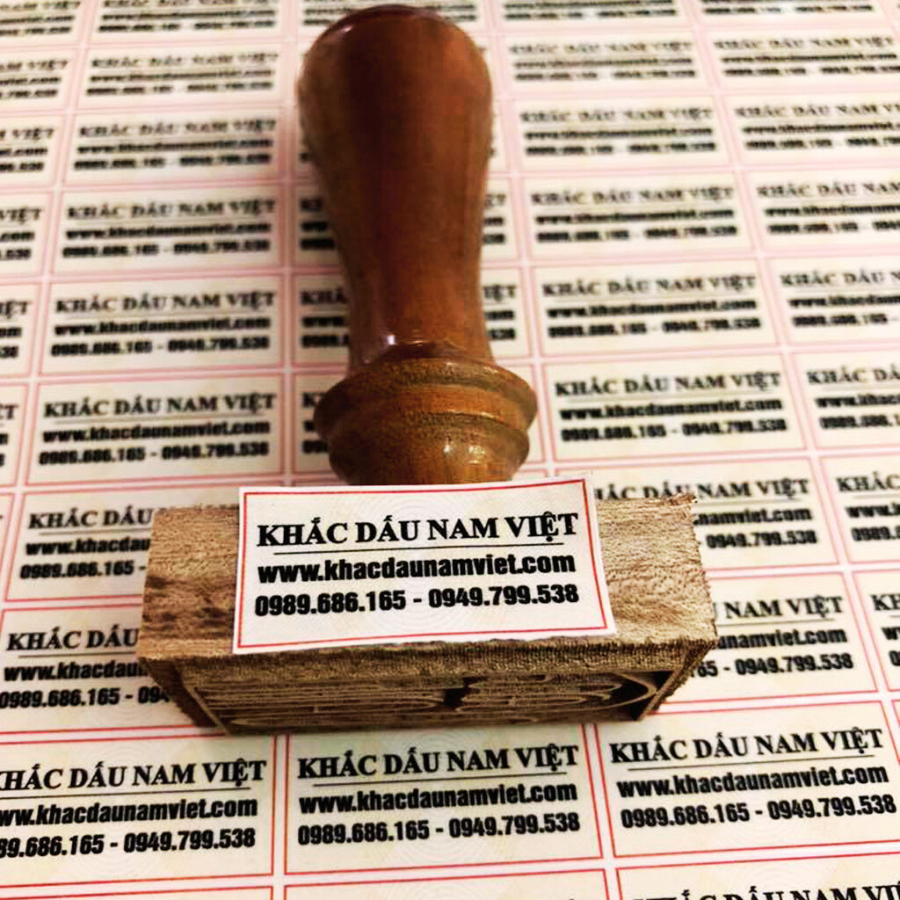 KHẮC DẤU NAM VIỆT
www.khacdaunamviet.com
0989.686.165 - 0949.799.538